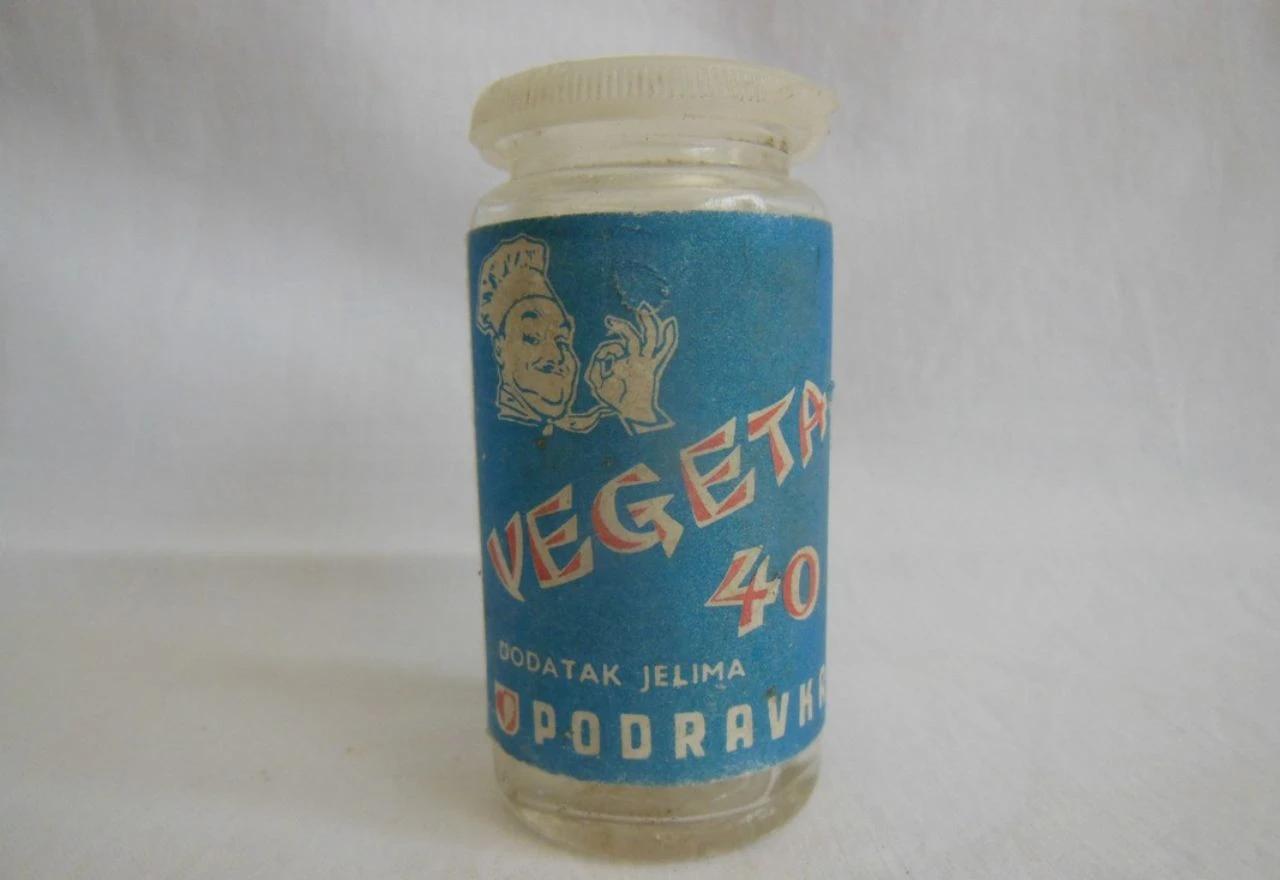 VEGETA-
40
DODATAK JELIMA
PODRAVKA